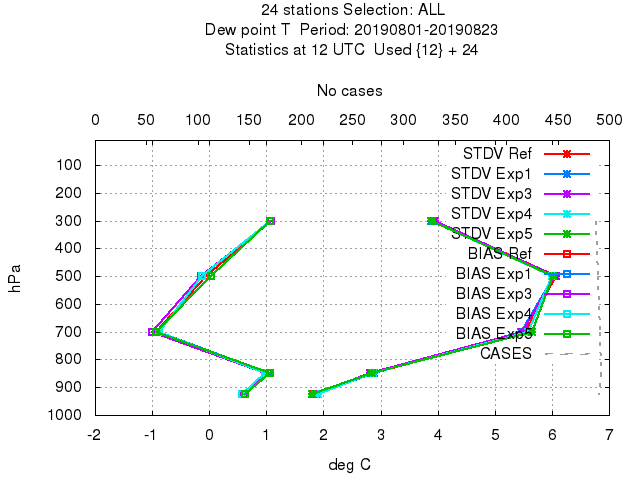 24 stations Selection: ALL
Dew point T  Period: 20190801-20190823
Statistics at 12 UTC  Used {12} + 24
No cases
0 50 100 150 200 250 300 350 400 450 500
100
200
300
400
500
600
700
800
900
1000
hPa
STDV Ref
STDV Exp1
STDV Exp3
STDV Exp4
STDV Exp5
BIAS Ref
BIAS Exp1
BIAS Exp3
BIAS Exp4
BIAS Exp5
CASES
-2 -1 0 1 2 3 4 5 6 7
deg C